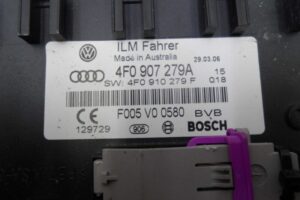 ILM Fahrer
Made in Australia 29.03.06
4F0 907 279A 15
SW: 4F0 910 279 F 018
F005 V0 0580 BVB
129729 905 BOSCH